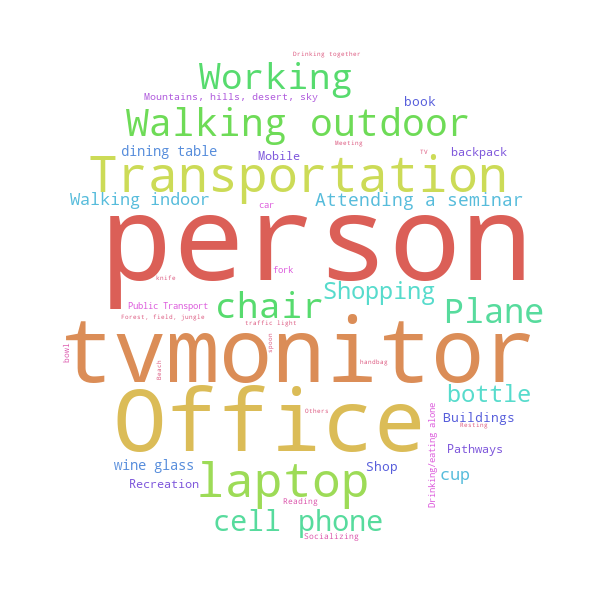 Drinking together
Working
Mountains, hills, desert, sky
book
Walking outdoor
Meeting
dining table
Mobile
TV
backpack
Transportation
Walking indoor
Attending a seminar
car
person
fork
knife
Shopping
chair
Public Transport
Plane
Forest, field, jungle
traffic light
tvmonitor
spoon
bowl
Beach
handbag
bottle
Office
Others
Buildings
Resting
Drinking/eating alone
Pathways
wine glass
laptop
Shop
cup
Recreation
Reading
cell phone
Socializing